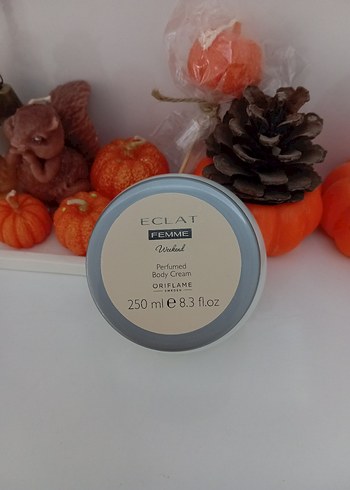 ECLAT
FEMME
Weekend
Perfumed
Body Cream
ORIFLAME
SWEDEN
250 ml ℮ 8.3 fl.oz